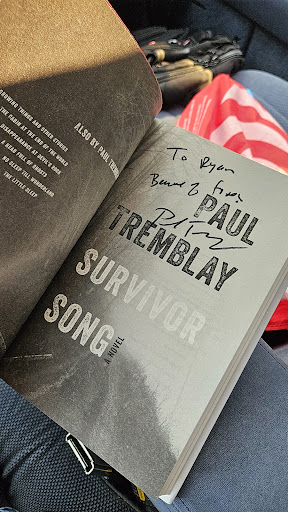 ALSO BY PAUL
GROWING THINGS AND OTHER STORIES
THE CABIN AT THE END OF THE WORLD
DISAPPEARANCE AT DEVIL'S ROCK
A HEAD FULL OF GHOSTS
NO SLEEP TILL WONDERLAND
THE LITTLE SLEEP
To Ryan
PAUL
TREMBLAY
SURVIVOR
SONG
A NOVEL